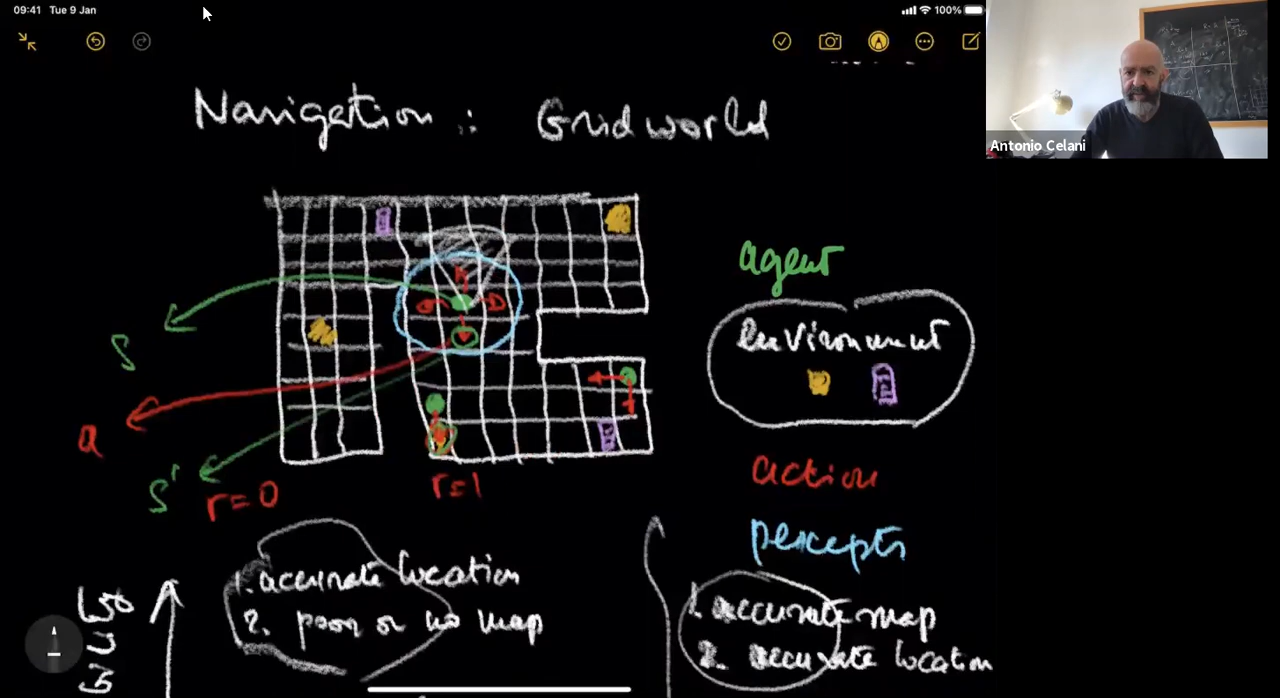 09:41 Tue 9 Jan
100%
Antonio Celani
Navigation : Gridworld
agent
environment
S
a
S'
r=0
r=1
action
percepts
1. accurate location
2. poor or no map
1. accurate map
2. accurate location